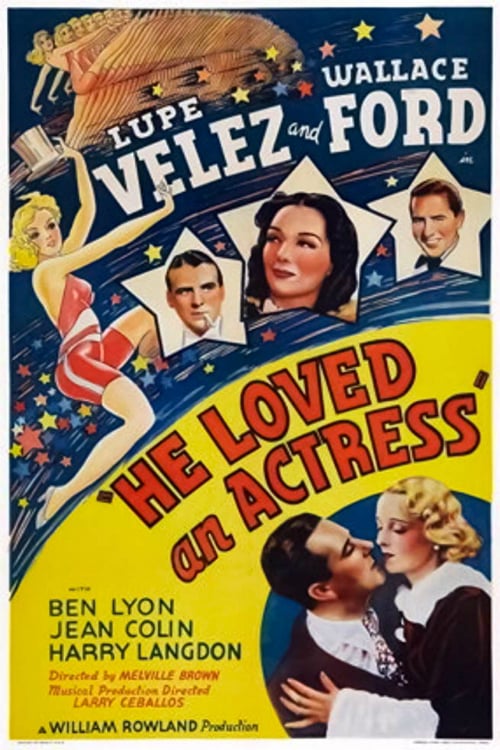 LUPE VELEZ and
WALLACE FORD
in
"HE LOVED
an ACTRESS"
WITH
BEN LYON
JEAN COLIN
HARRY LANGDON
Directed by MELVILLE BROWN
Musical Production Directed
LARRY CEBALLOS
A WILLIAM ROWLAND Production